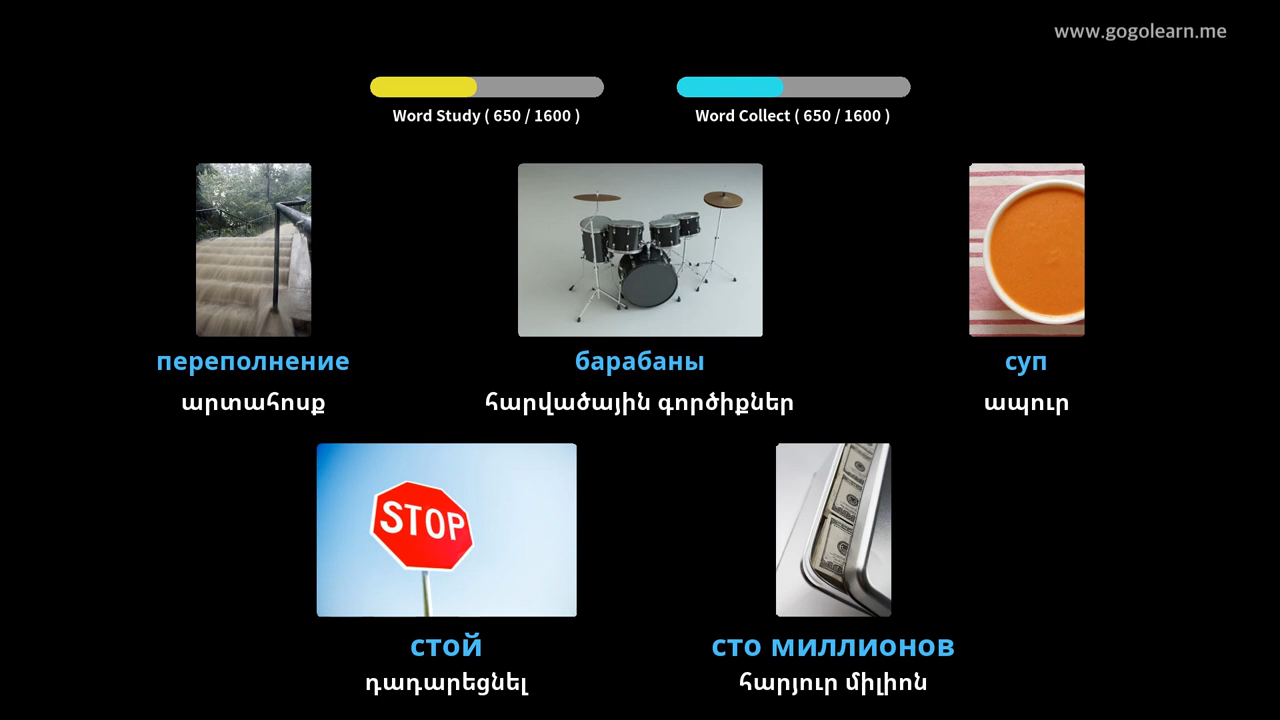 www.gogolearn.me
Word Study ( 650 / 1600 )
Word Collect ( 650 / 1600 )
переполнение
արտահոսք
барабаны
հարվածային գործիքներ
суп
ապուր
STOP
стой
դադարեցնել
сто миллионов
հարյուր միլիոն